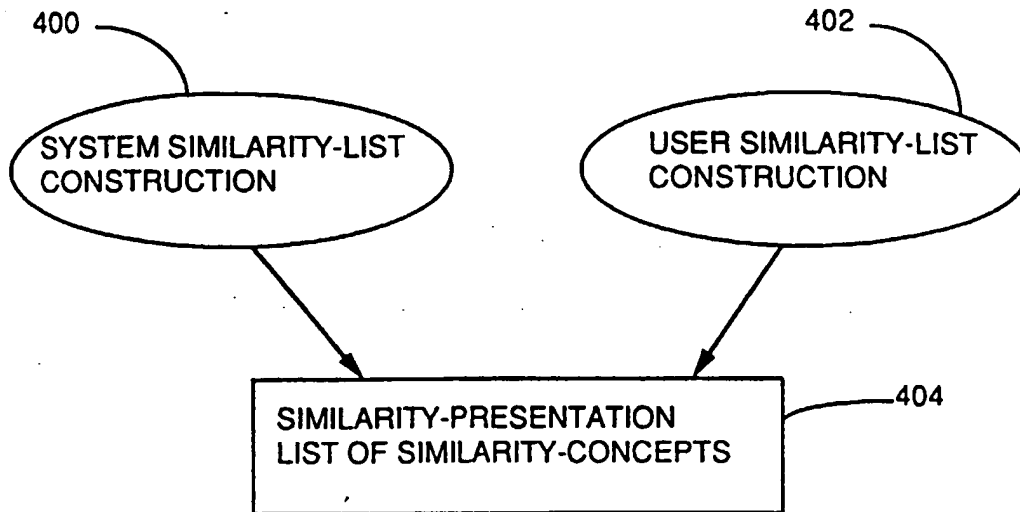 400
402
SYSTEM SIMILARITY-LIST
CONSTRUCTION
USER SIMILARITY-LIST
CONSTRUCTION
SIMILARITY-PRESENTATION
LIST OF SIMILARITY-CONCEPTS
404